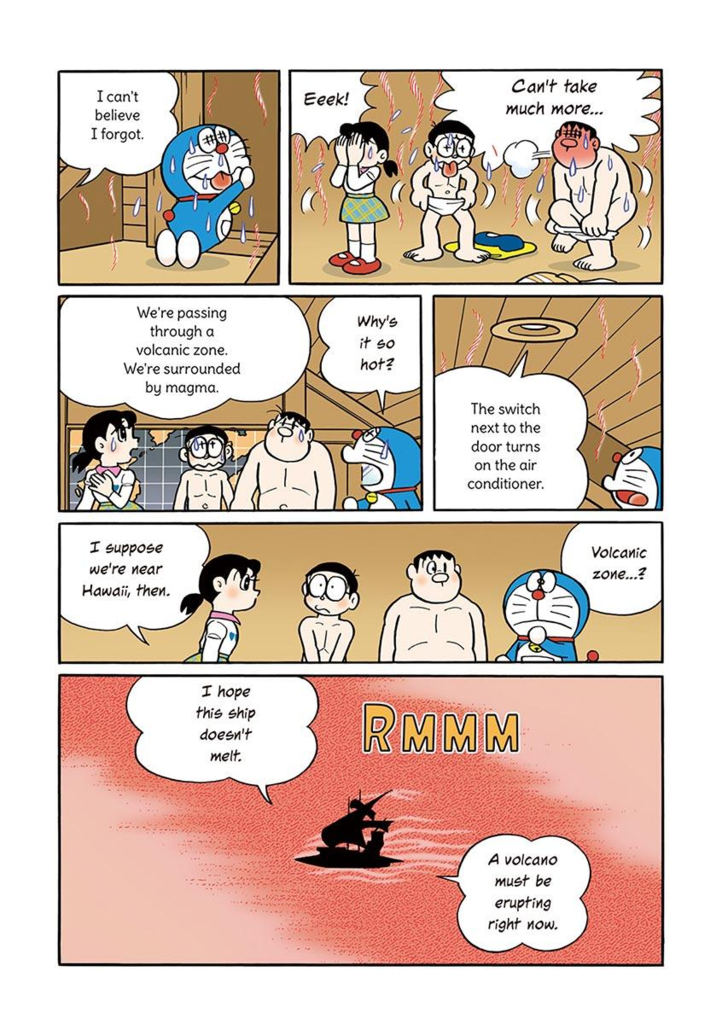 I can't
believe
I forgot.
Eeek!
Can't take
much more...
We're passing
through a
volcanic zone.
We're surrounded
by magma.
Why's
it so
hot?
The switch
next to the
door turns
on the air
conditioner.
I suppose
we're near
Hawaii, then.
Volcanic
zone...?
I hope
this ship
doesn't
melt.
RMMM
A volcano
must be
erupting
right now.